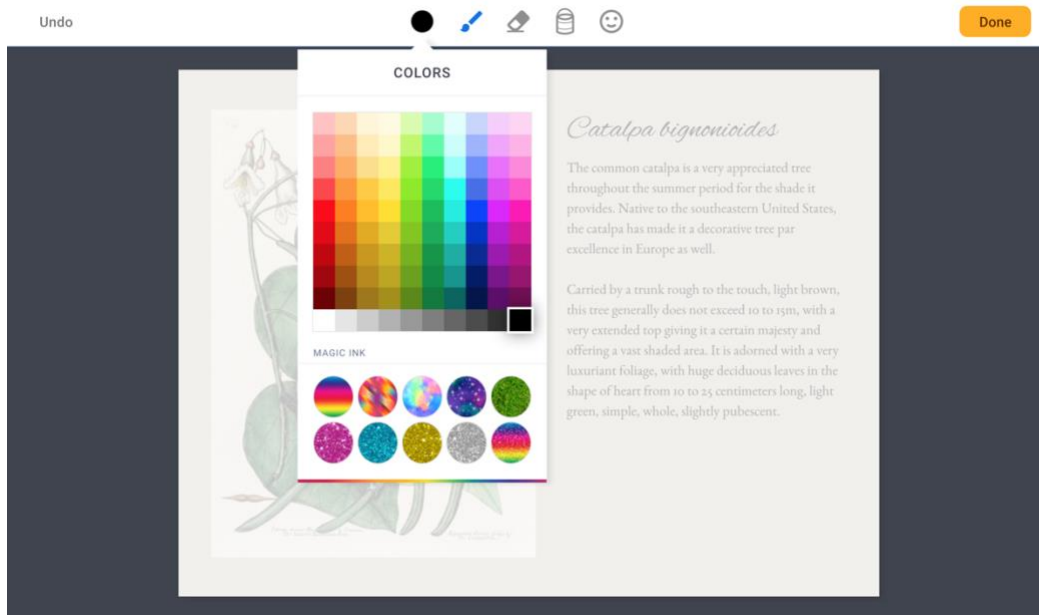 Undo
Done
COLORS
MAGIC INK
Catalpa bignonioides
The common catalpa is a very appreciated tree
throughout the summer period for the shade it
provides. Native to the southeastern United States,
the catalpa has made it a decorative tree par
excellence in Europe as well.
Carried by a trunk rough to the touch, light brown,
this tree generally does not exceed 10 to 15m, with a
very extended top giving it a certain majesty and
offering a vast shaded area. It is adorned with a very
luxuriant foliage, with huge deciduous leaves in the
shape of heart from 10 to 25 centimeters long, light
green, simple, whole, slightly pubescent.